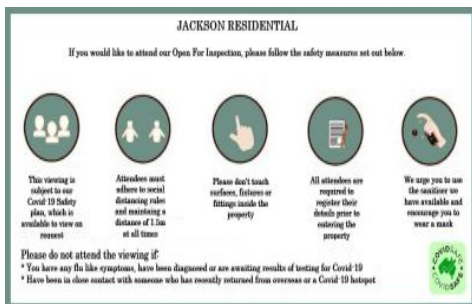 JACKSON RESIDENTIAL
If you would like to attend our Open For Inspection, please follow the safety measures set out below.
This viewing is
subject to our
Covid 19 Safety
plan, which is
available to view on
request
Attendees must
adhere to social
distancing rules
and maintaing a
distance of 1.5m
at all times
Please don't touch
surfaces, fixtures or
fittings inside the
property
All attendees are
required to
register their
details prior to
entering the
property
We urge you to use
the sanitiser we
have available and
encourage you to
wear a mask
Please do not attend the viewing if:
* You have any flu like symptoms, have been diagnosed or are awaiting results of testing for Covid-19
* Have been in close contact with someone who has recently returned from overseas or a Covid-19 hotspot
COVIDSAFE
COVIDSAFE